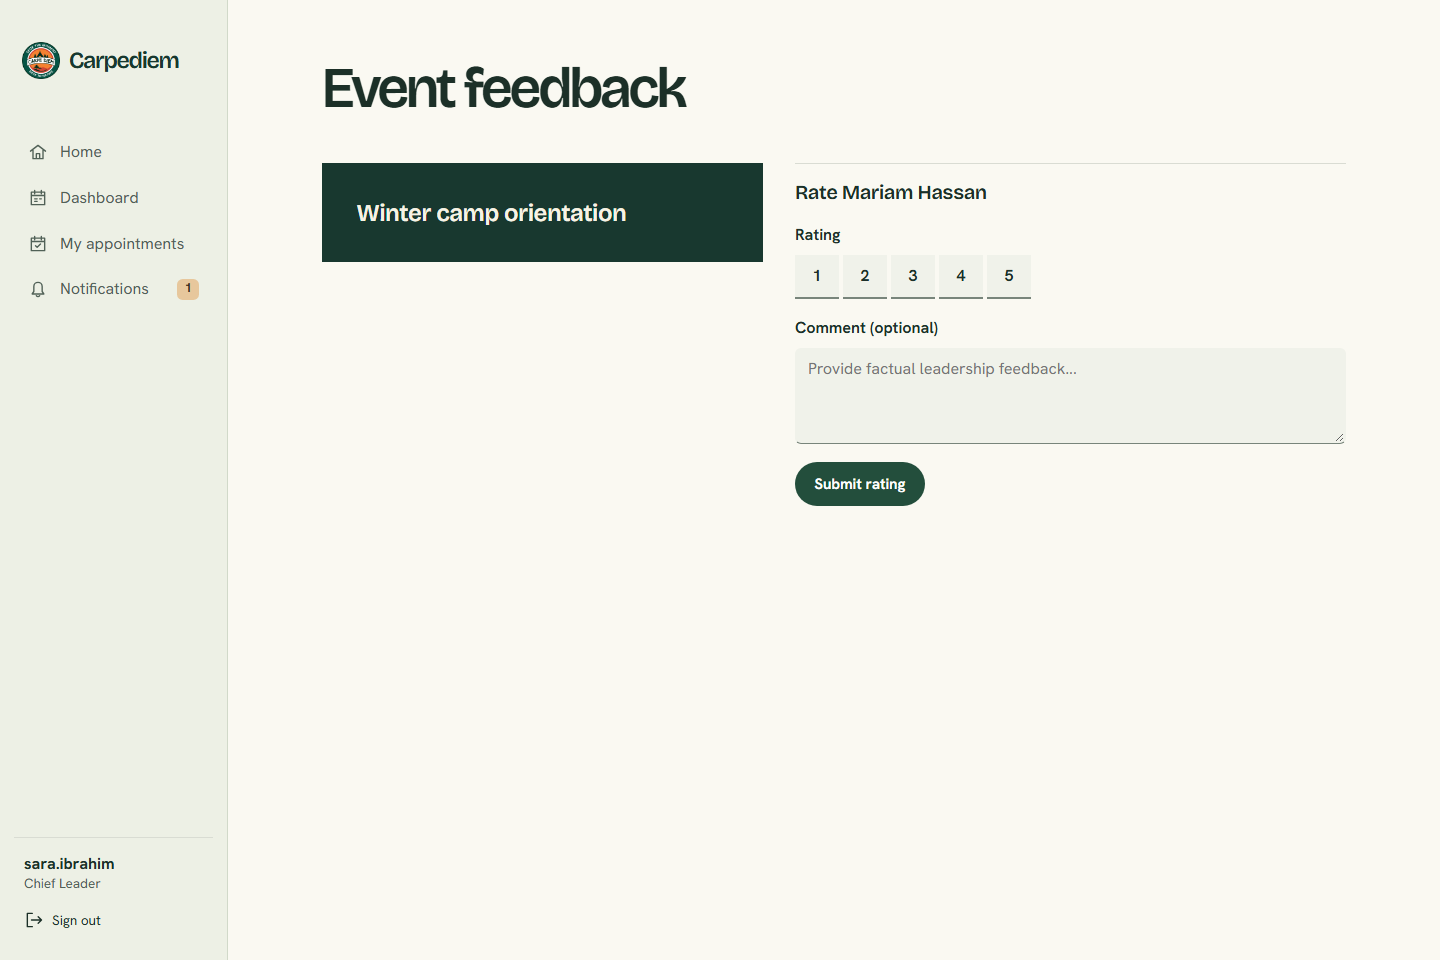 Carpediem
Home
Dashboard
My appointments
Notifications 1
sara.ibrahim
Chief Leader
Sign out
Event feedback
Winter camp orientation
Rate Mariam Hassan
Rating
1 2 3 4 5
Comment (optional)
Provide factual leadership feedback...
Submit rating